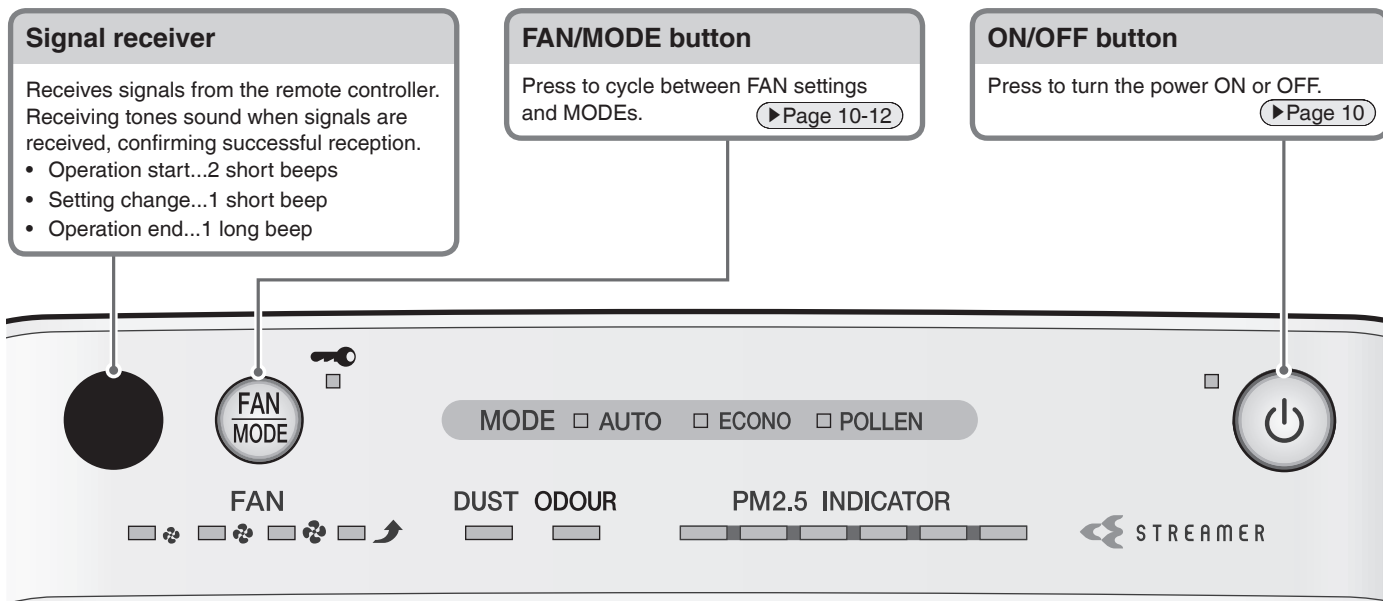 Signal receiver
Receives signals from the remote controller.
Receiving tones sound when signals are
received, confirming successful reception.
• Operation start...2 short beeps
• Setting change...1 short beep
• Operation end...1 long beep
FAN/MODE button
Press to cycle between FAN settings
and MODEs. ▶Page 10-12
ON/OFF button
Press to turn the power ON or OFF.
▶Page 10
FAN
MODE
MODE AUTO ECONO POLLEN
FAN DUST ODOUR PM2.5 INDICATOR
STREAMER